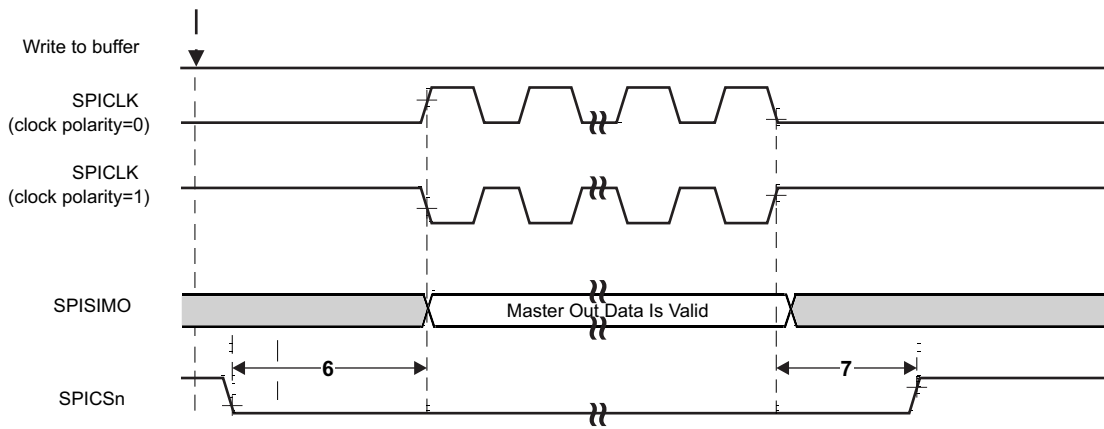 Write to buffer
SPICLK
(clock polarity=0)
SPICLK
(clock polarity=1)
SPISIMO
Master Out Data Is Valid
6
7
SPICSn